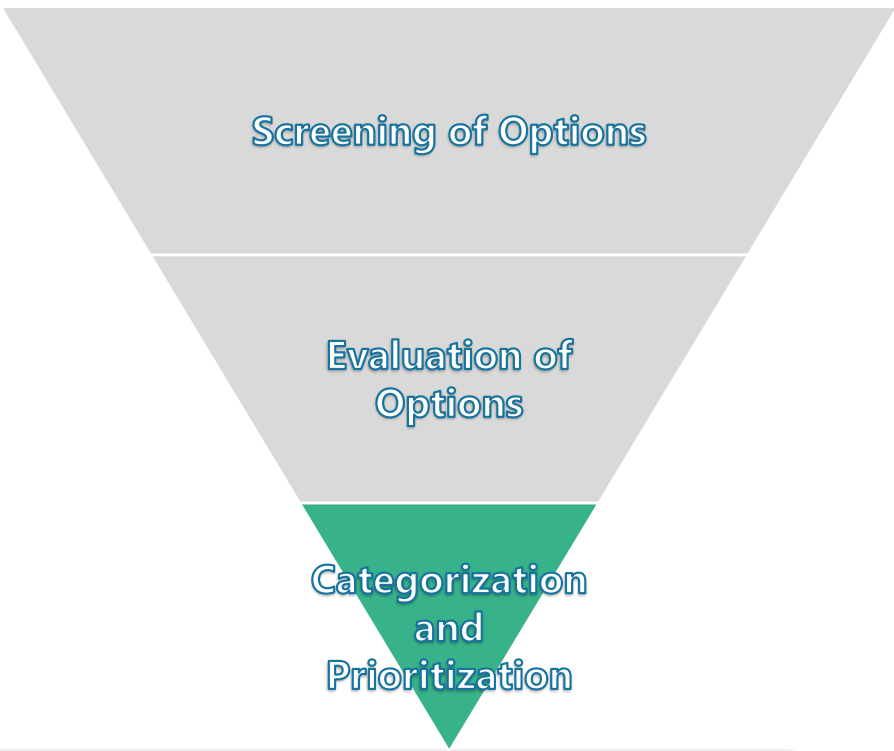 Screening of Options
Evaluation of
Options
Categorization
and
Prioritization